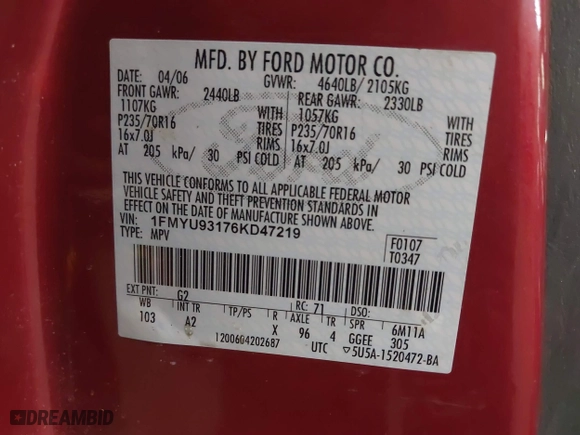 MFD. BY FORD MOTOR CO.
DATE: 04/06 GVWR: 4640LB/ 2105KG
FRONT GAWR: 2440LB REAR GAWR: 2330LB
1107KG WITH 1057KG WITH
P235/70R16 TIRES P235/70R16 TIRES
16x7.0J RIMS 16x7.0J RIMS
AT 205 kPa/ 30 PSI COLD AT 205 kPa/ 30 PSI COLD
THIS VEHICLE CONFORMS TO ALL APPLICABLE FEDERAL MOTOR
VEHICLE SAFETY AND THEFT PREVENTION STANDARDS IN
EFFECT ON THE DATE OF MANUFACTURE SHOWN ABOVE.
VIN: 1FMYU93176KD47219
TYPE: MPV
F0107
T0347
EXT PNT: G2 RC: 71 DSO:
WB INT TR TP/PS R AXLE TR SPR 6M11A
103 A2 X 96 4 GGEE 305
1200604202687 UTC ▽5U5A-1520472-BA
Ford
DREAMBID